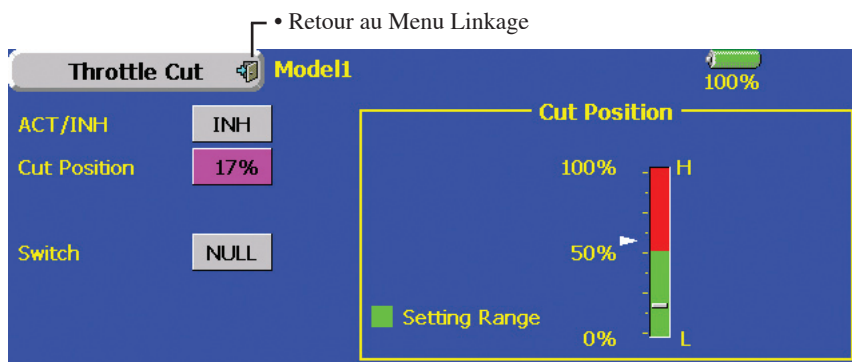 • Retour au Menu Linkage
Throttle Cut
Model1
100%
ACT/INH
INH
Cut Position
17%
Switch
NULL
Cut Position
100%
H
50%
Setting Range
0%
L